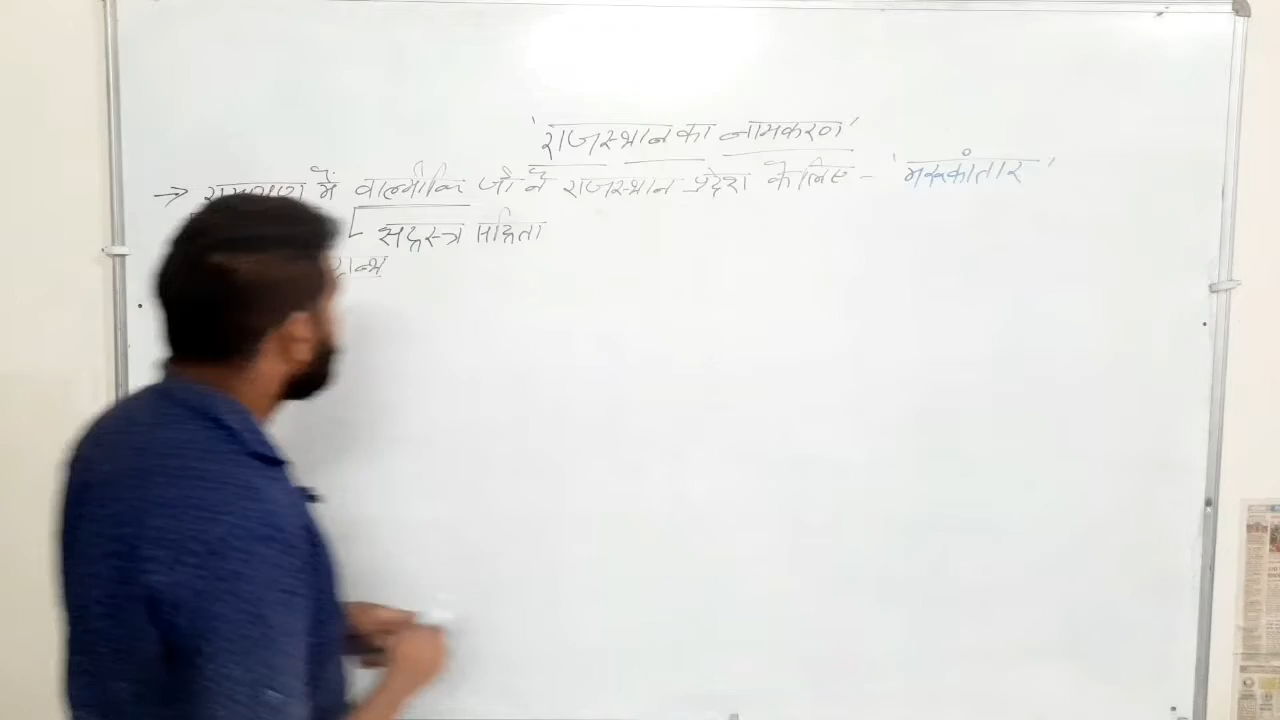 'राजस्थान का नामकरण'
→ रामायण में वाल्मीकि जी ने राजस्थान प्रदेश के लिए - 'मरुकांतार'
सहस्त्र संहिता